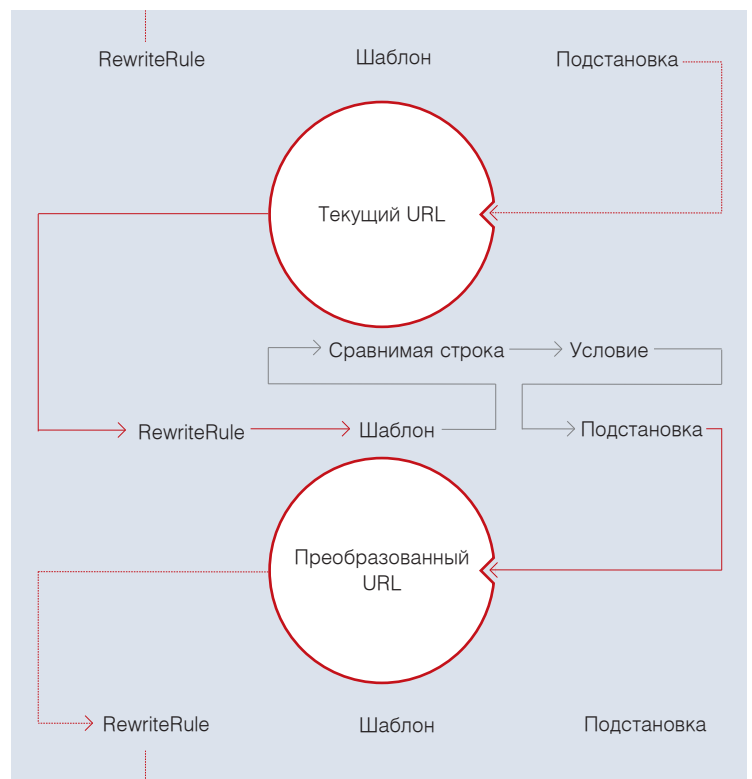 RewriteRule Шаблон Подстановка
Текущий URL
Сравнимая строка Условие
RewriteRule Шаблон Подстановка
Преобразованный
URL
RewriteRule Шаблон Подстановка